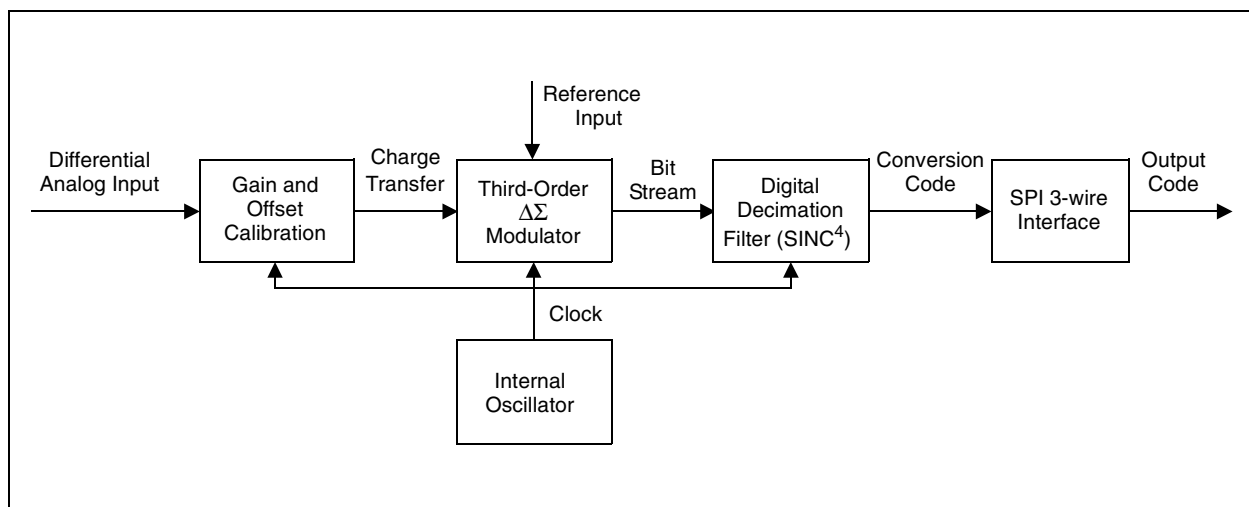 Reference
Input
Differential
Analog Input
Gain and
Offset
Calibration
Charge
Transfer
Third-Order
ΔΣ
Modulator
Bit
Stream
Digital
Decimation
Filter (SINC⁴)
Conversion
Code
SPI 3-wire
Interface
Output
Code
Clock
Internal
Oscillator